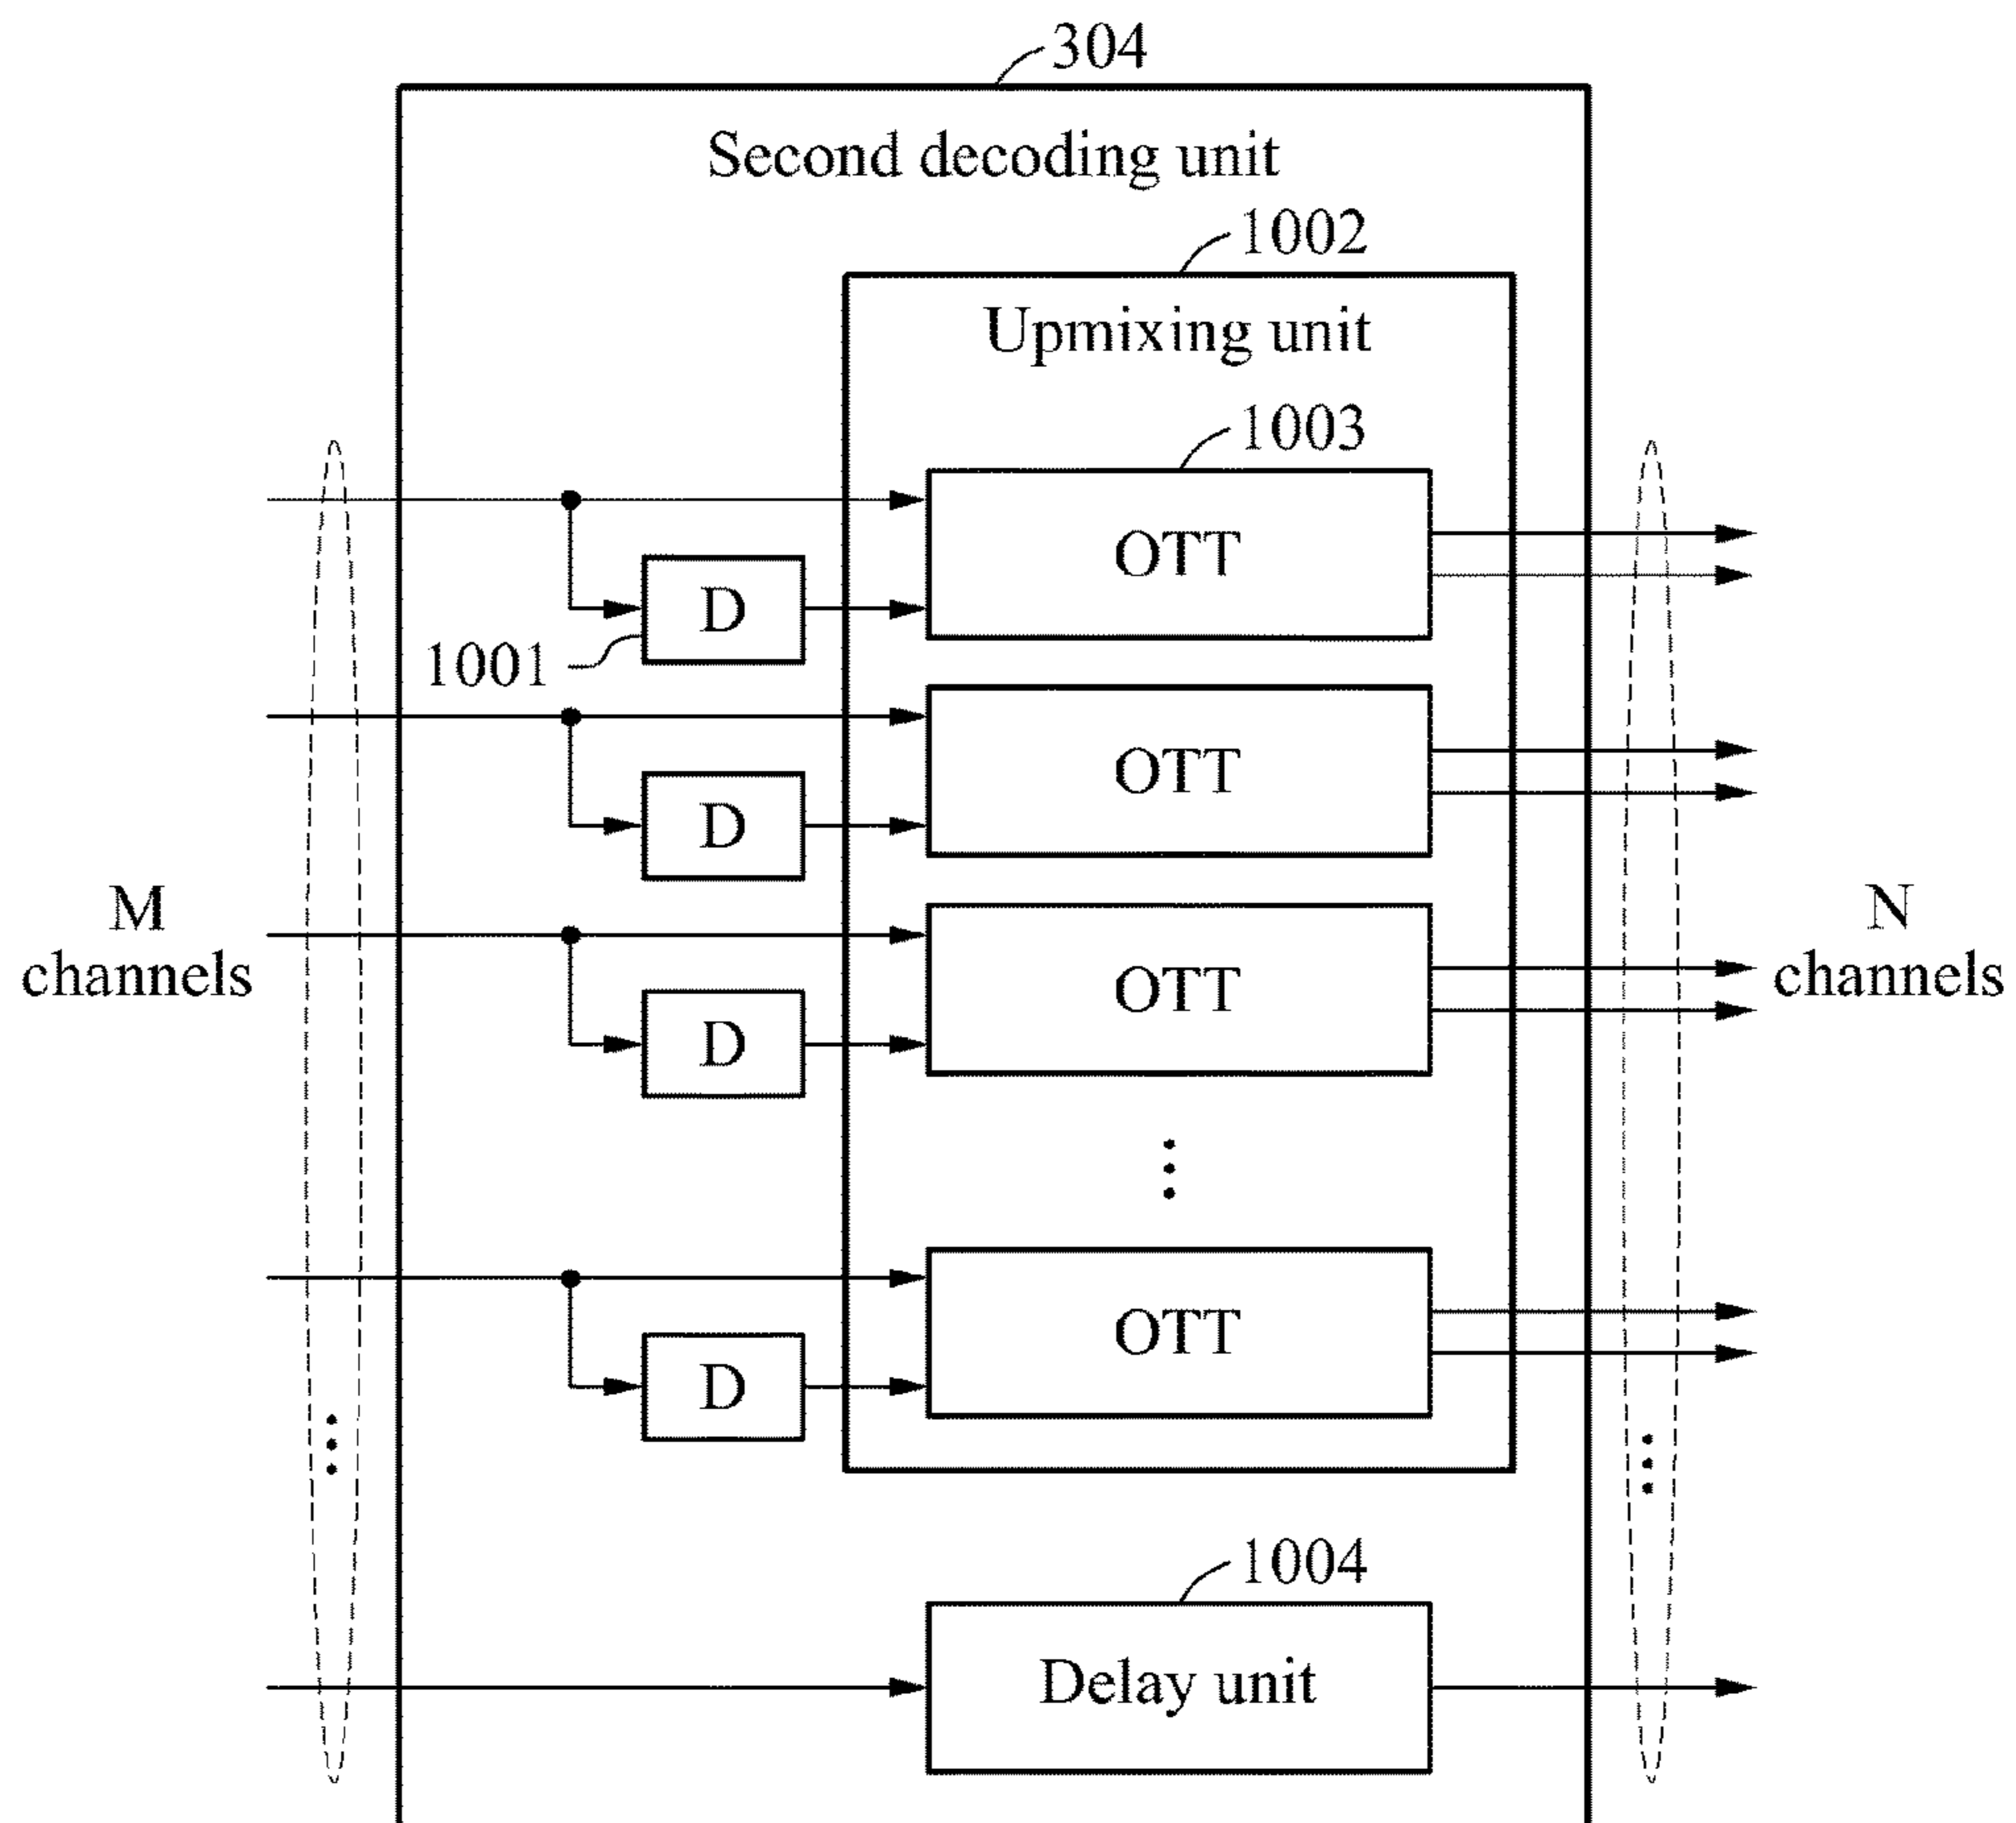 304
Second decoding unit
1002
Upmixing unit
1003
OTT
D
1001
OTT
D
M
channels
N
channels
OTT
D
OTT
D
1004
Delay unit